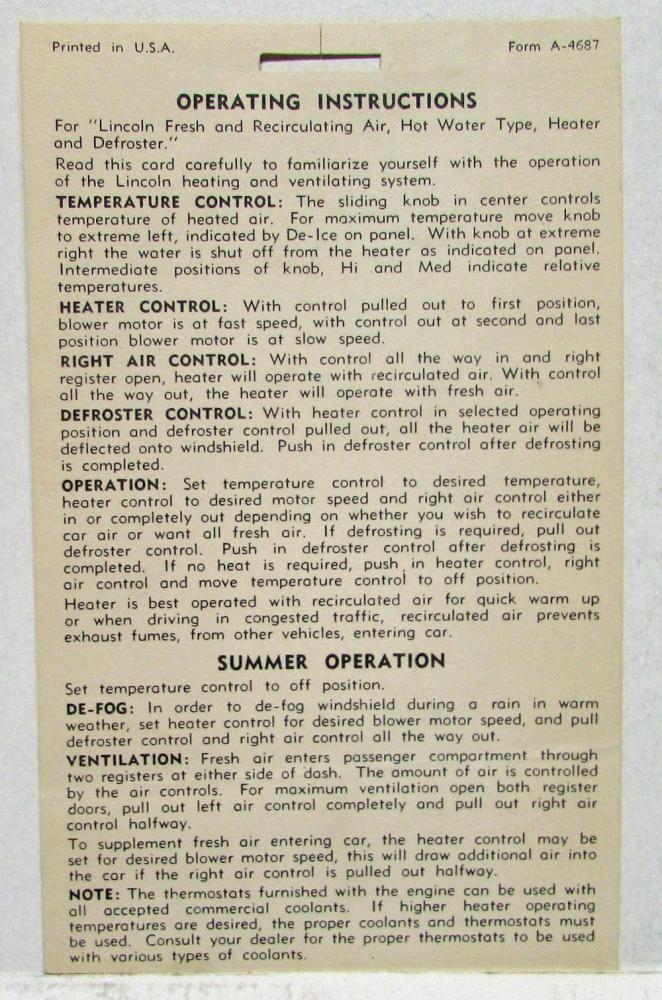 Printed in U.S.A. Form A-4687
OPERATING INSTRUCTIONS
For "Lincoln Fresh and Recirculating Air, Hot Water Type, Heater
and Defroster."
Read this card carefully to familiarize yourself with the operation
of the Lincoln heating and ventilating system.
TEMPERATURE CONTROL: The sliding knob in center controls
temperature of heated air. For maximum temperature move knob
to extreme left, indicated by De-Ice on panel. With knob at extreme
right the water is shut off from the heater as indicated on panel.
Intermediate positions of knob, Hi and Med indicate relative
temperatures.
HEATER CONTROL: With control pulled out to first position,
blower motor is at fast speed, with control out at second and last
position blower motor is at slow speed.
RIGHT AIR CONTROL: With control all the way in and right
register open, heater will operate with recirculated air. With control
all the way out, the heater will operate with fresh air.
DEFROSTER CONTROL: With heater control in selected operating
position and defroster control pulled out, all the heater air will be
deflected onto windshield. Push in defroster control after defrosting
is completed.
OPERATION: Set temperature control to desired temperature,
heater control to desired motor speed and right air control either
in or completely out depending on whether you wish to recirculate
car air or want all fresh air. If defrosting is required, pull out
defroster control. Push in defroster control after defrosting is
completed. If no heat is required, push in heater control, right
air control and move temperature control to off position.
Heater is best operated with recirculated air for quick warm up
or when driving in congested traffic, recirculated air prevents
exhaust fumes, from other vehicles, entering car.
SUMMER OPERATION
Set temperature control to off position.
DE-FOG: In order to de-fog windshield during a rain in warm
weather, set heater control for desired blower motor speed, and pull
defroster control and right air control all the way out.
VENTILATION: Fresh air enters passenger compartment through
two registers at either side of dash. The amount of air is controlled
by the air controls. For maximum ventilation open both register
doors, pull out left air control completely and pull out right air
control halfway.
To supplement fresh air entering car, the heater control may be
set for desired blower motor speed, this will draw additional air into
the car if the right air control is pulled out halfway.
NOTE: The thermostats furnished with the engine can be used with
all accepted commercial coolants. If higher heater operating
temperatures are desired, the proper coolants and thermostats must
be used. Consult your dealer for the proper thermostats to be used
with various types of coolants.